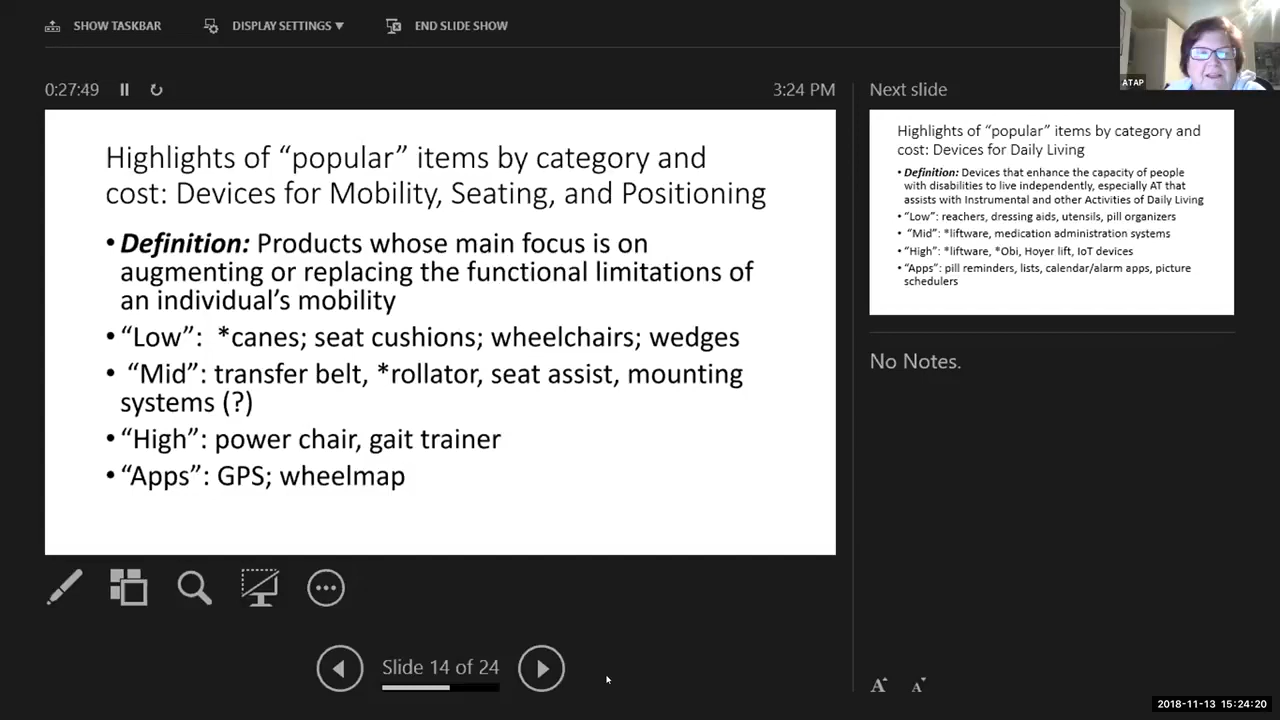 SHOW TASKBAR
DISPLAY SETTINGS ▼
END SLIDE SHOW
ATAP
0:27:49
3:24 PM
Highlights of “popular” items by category and
cost: Devices for Mobility, Seating, and Positioning
• Definition: Products whose main focus is on
augmenting or replacing the functional limitations of
an individual’s mobility
• “Low”: *canes; seat cushions; wheelchairs; wedges
• “Mid”: transfer belt, *rollator, seat assist, mounting
systems (?)
• “High”: power chair, gait trainer
• “Apps”: GPS; wheelmap
Next slide
Highlights of “popular” items by category and
cost: Devices for Daily Living
• Definition: Devices that enhance the capacity of people
with disabilities to live independently, especially AT that
assists with Instrumental and other Activities of Daily Living
• “Low”: reachers, dressing aids, utensils, pill organizers
• “Mid”: *liftware, medication administration systems
• “High”: *liftware, *Obi, Hoyer lift, IoT devices
• “Apps”: pill reminders, lists, calendar/alarm apps, picture
schedulers
No Notes.
Slide 14 of 24
A A
2018-11-13 15:24:20